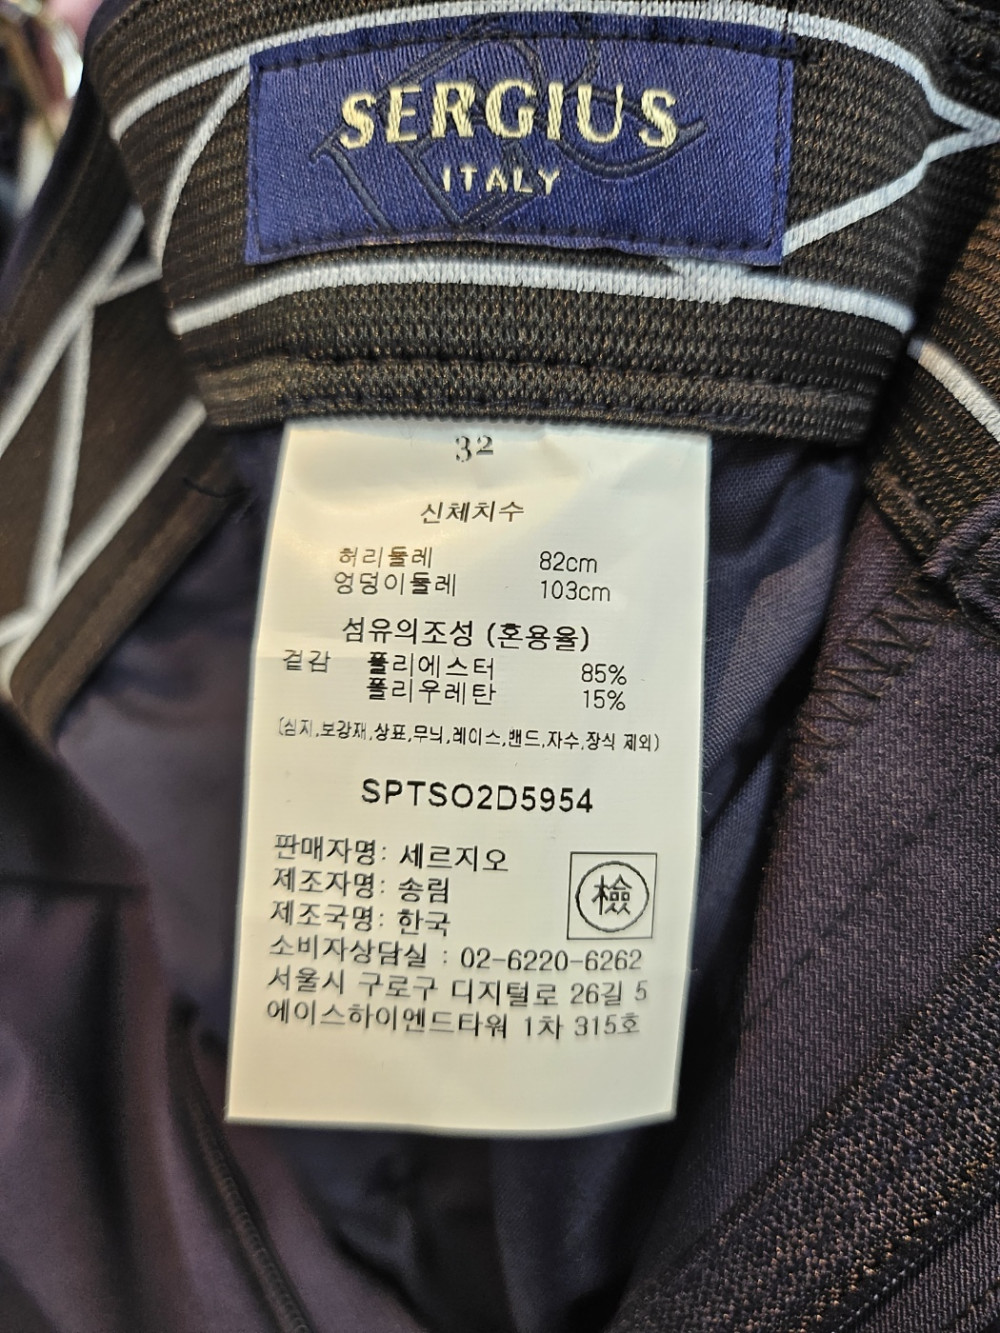 SERGIUS
ITALY
32
신체치수
허리둘레 82cm
엉덩이둘레 103cm
섬유의조성 (혼용율)
겉감 폴리에스터 85%
폴리우레탄 15%
(심지,보강재,상표,무늬,레이스,밴드,자수,장식 제외)
SPTSO2D5954
판매자명: 세르지오
제조자명: 송림
제조국명: 한국
檢
소비자상담실 : 02-6220-6262
서울시 구로구 디지털로 26길 5
에이스하이엔드타워 1차 315호